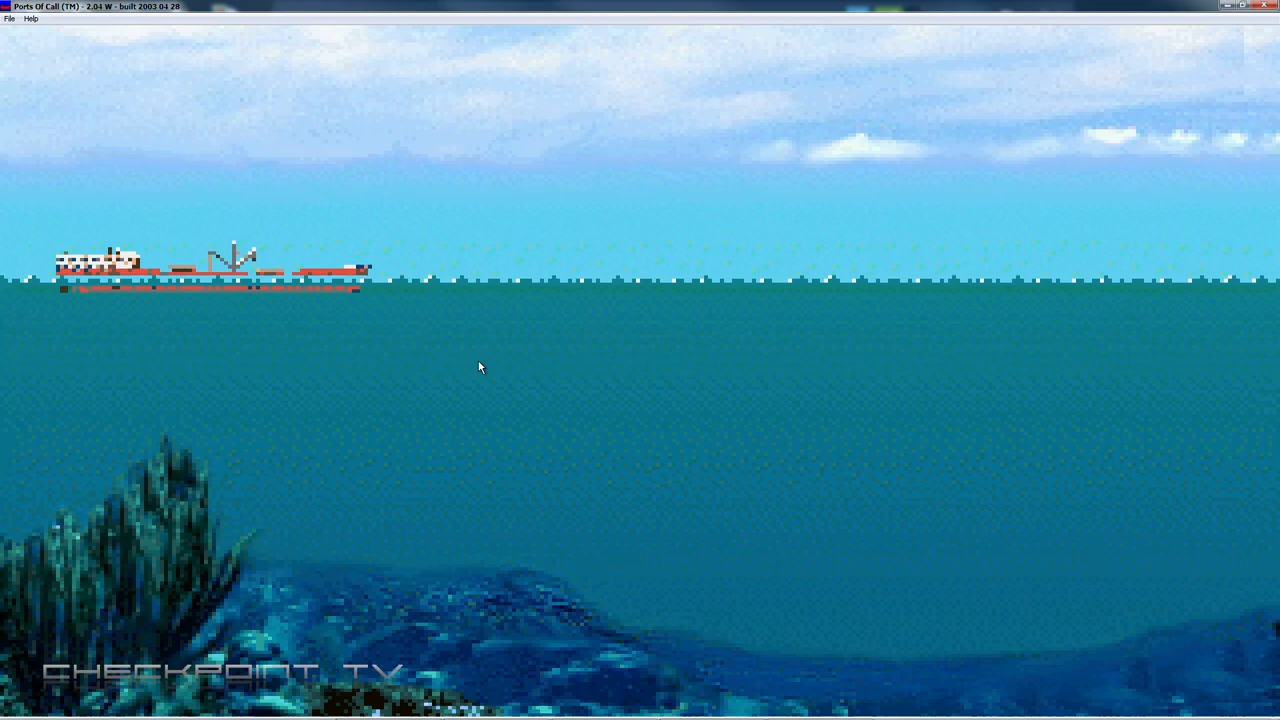 Ports Of Call (TM) - 2.04 W - built 2003 04 28
File Help
CHECKPOINT TV